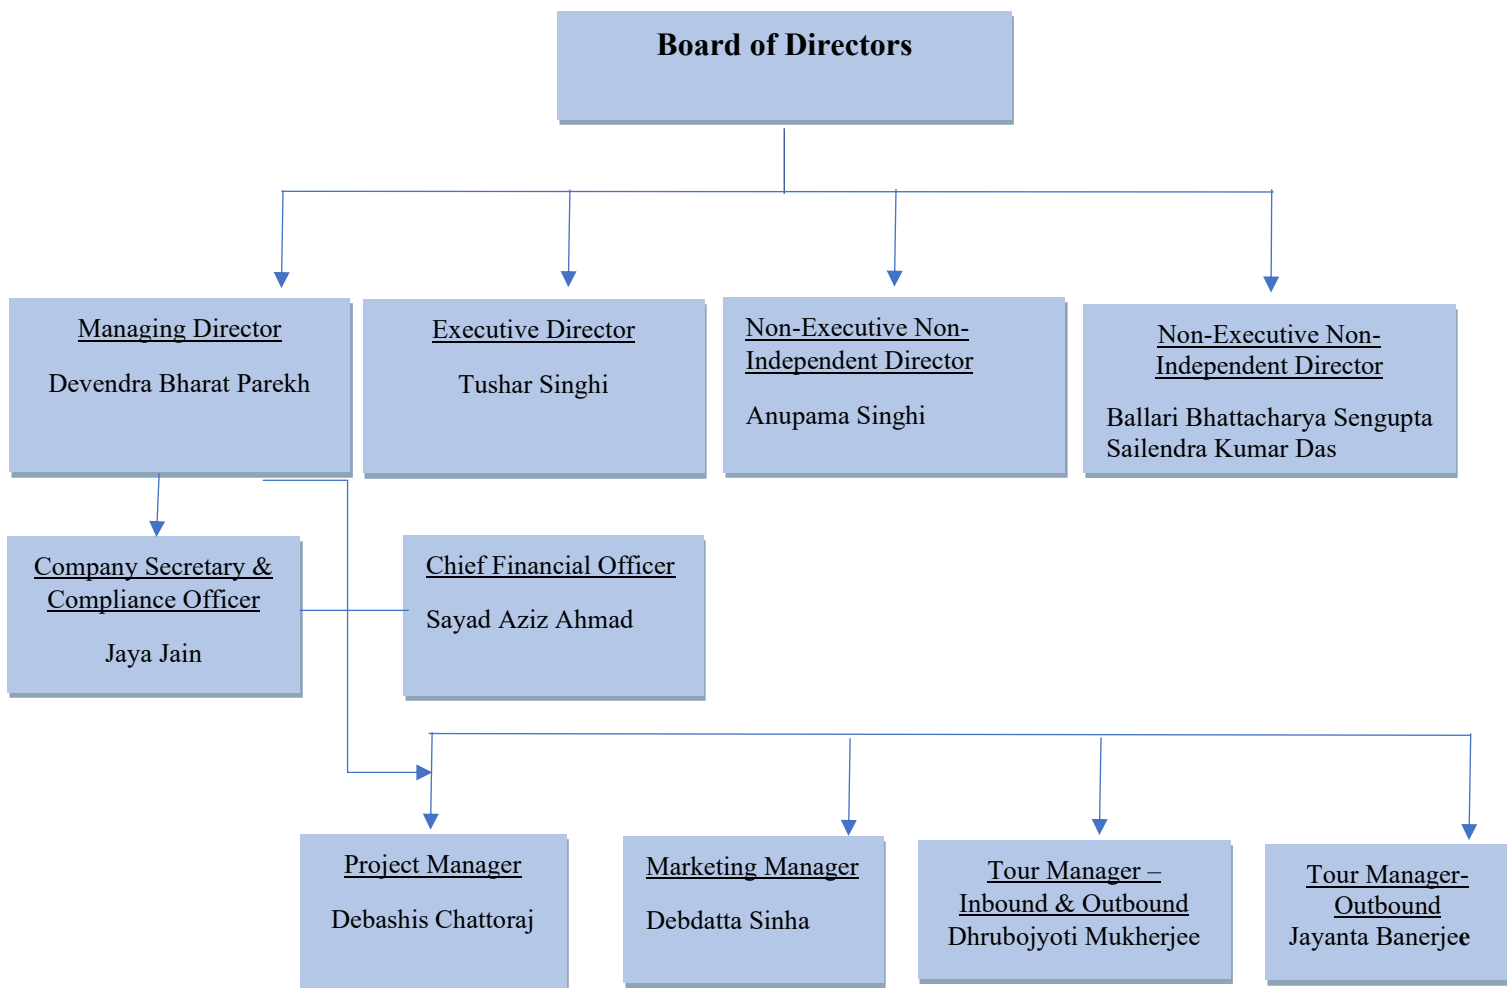 Board of Directors
Managing Director
Devendra Bharat Parekh
Executive Director
Tushar Singhi
Non-Executive Non-
Independent Director
Anupama Singhi
Non-Executive Non-
Independent Director
Ballari Bhattacharya Sengupta
Sailendra Kumar Das
Company Secretary &
Compliance Officer
Jaya Jain
Chief Financial Officer
Sayad Aziz Ahmad
Project Manager
Debashis Chattoraj
Marketing Manager
Debdatta Sinha
Tour Manager –
Inbound & Outbound
Dhrubojyoti Mukherjee
Tour Manager-
Outbound
Jayanta Banerjee